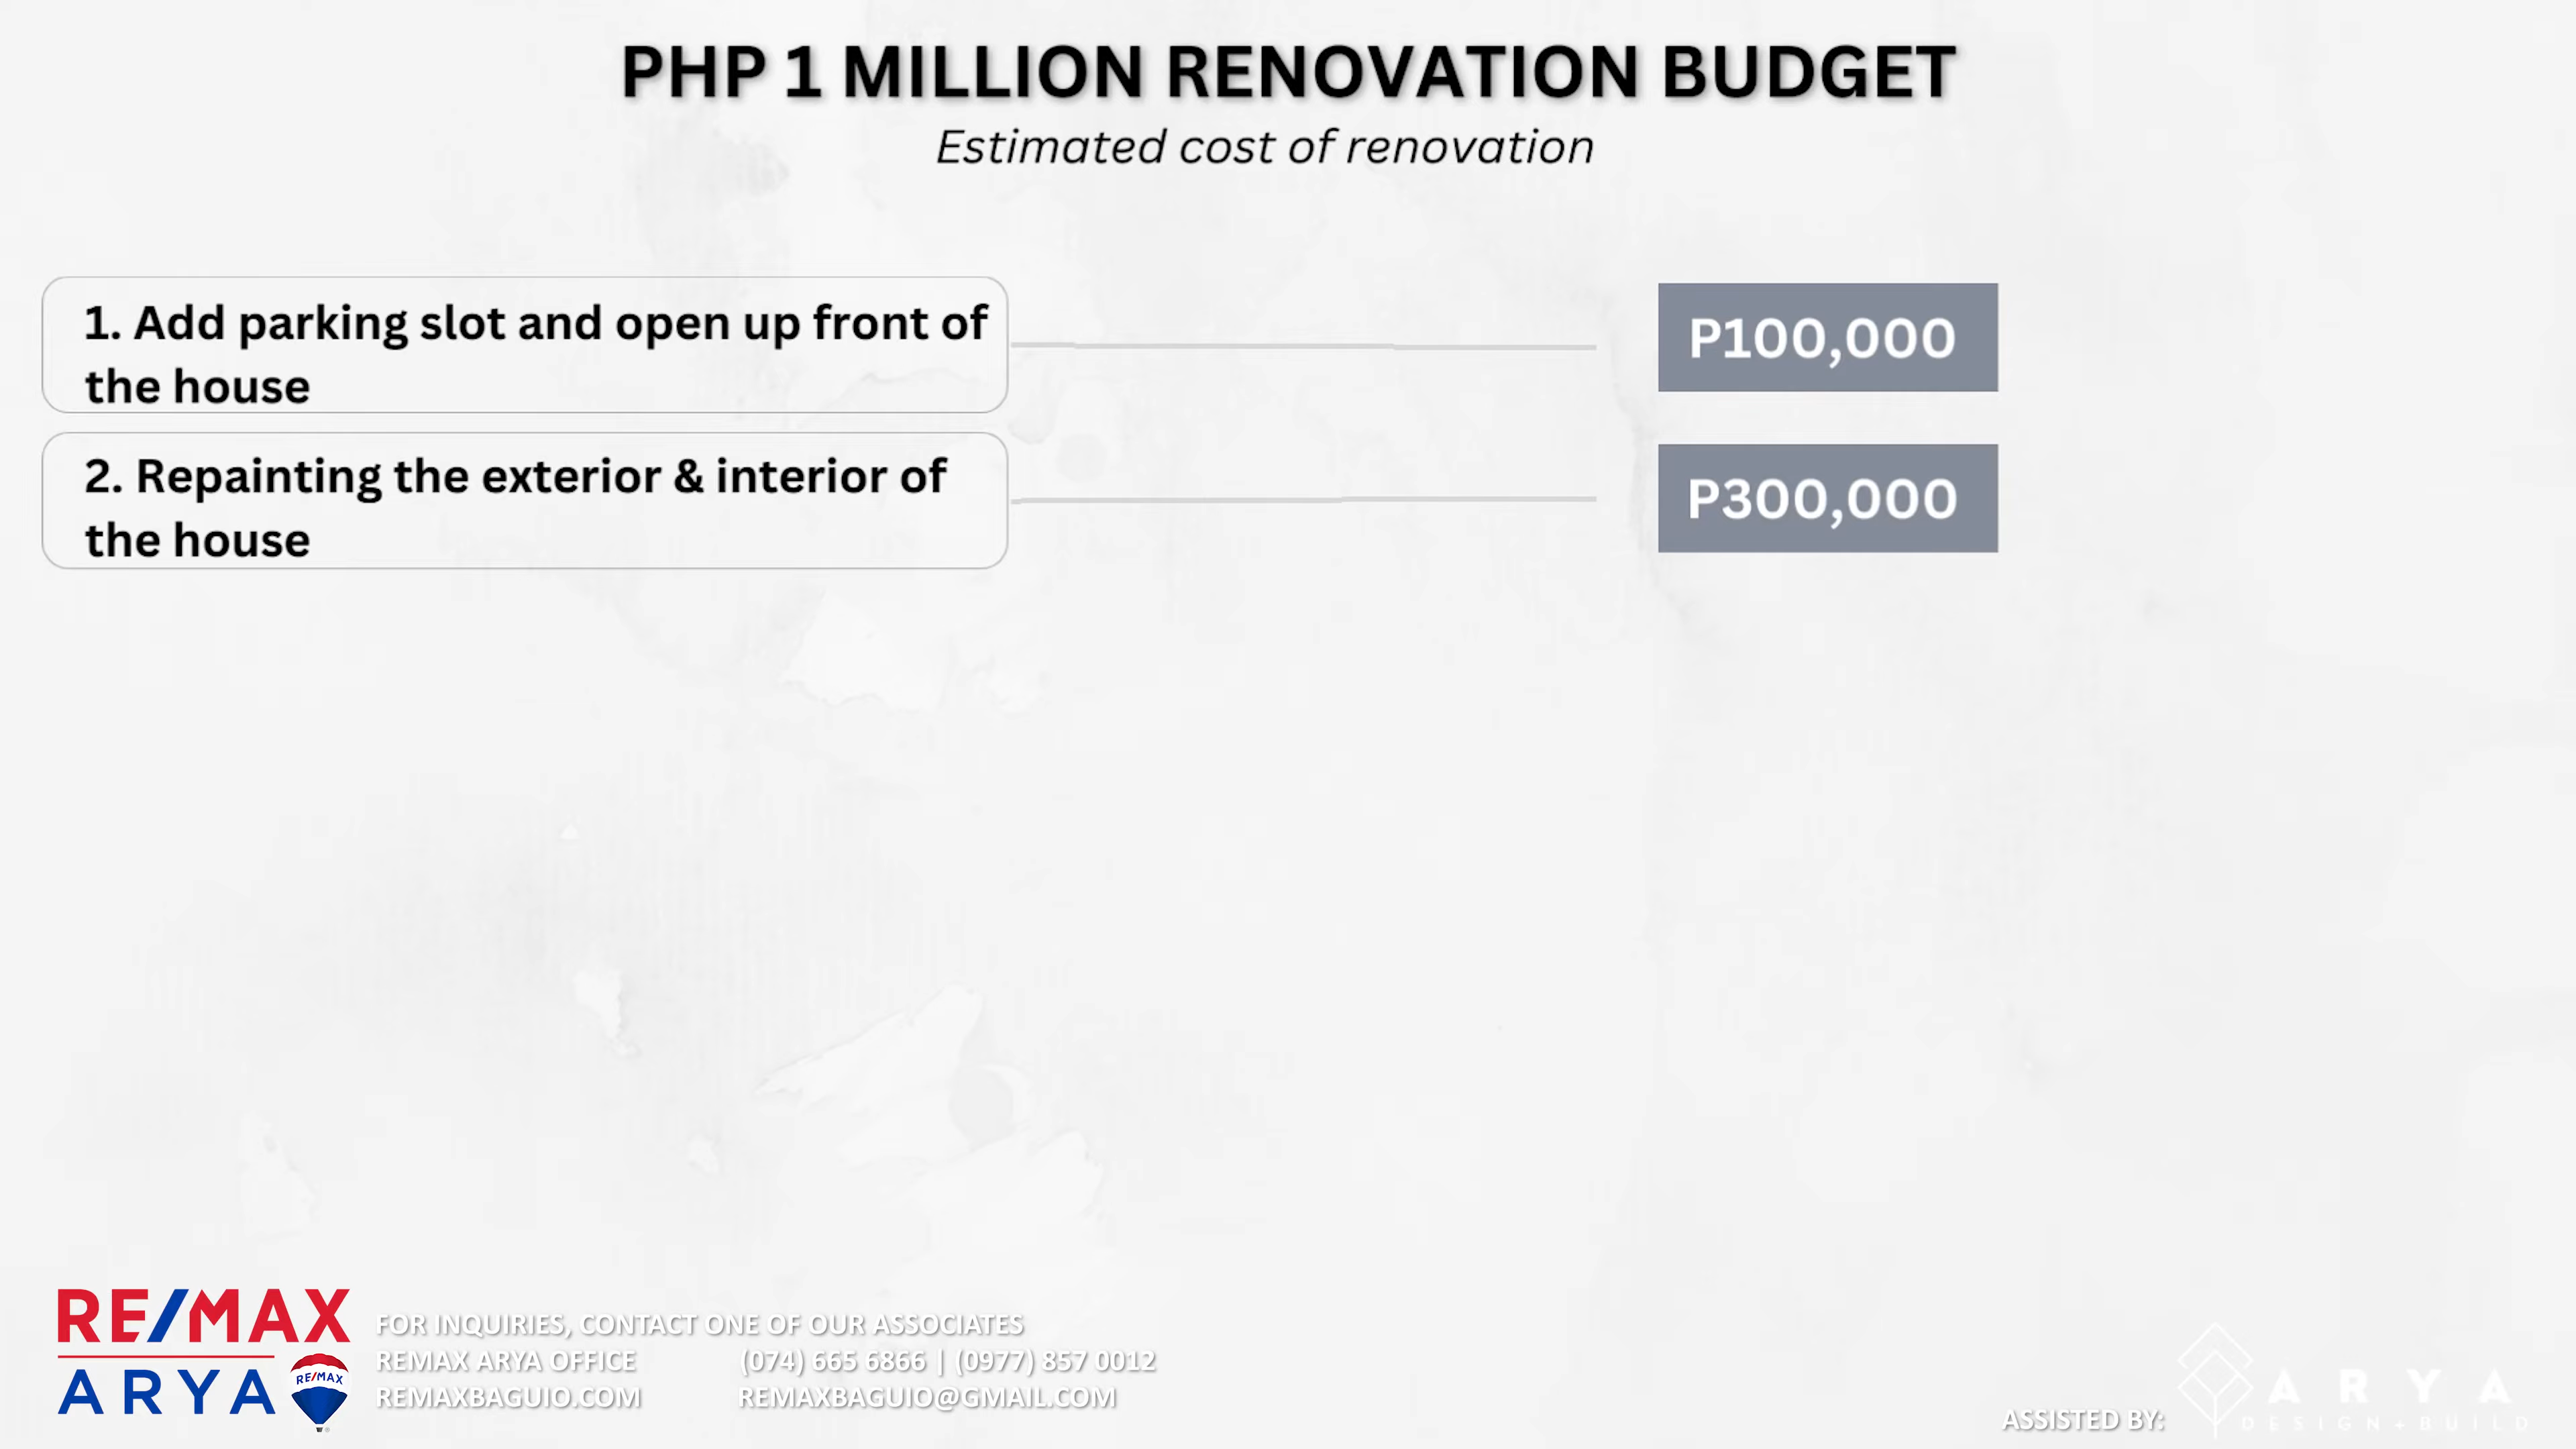 PHP 1 MILLION RENOVATION BUDGET
Estimated cost of renovation
1. Add parking slot and open up front of
the house
P100,000
2. Repainting the exterior & interior of
the house
P300,000
RE/MAX
ARYA
RE/MAX
FOR INQUIRIES, CONTACT ONE OF OUR ASSOCIATES
REMAX ARYA OFFICE (074) 665 6866 | (0977) 857 0012
REMAXBAGUIO.COM REMAXBAGUIO@GMAIL.COM
ASSISTED BY:
ARYA
DESIGN + BUILD